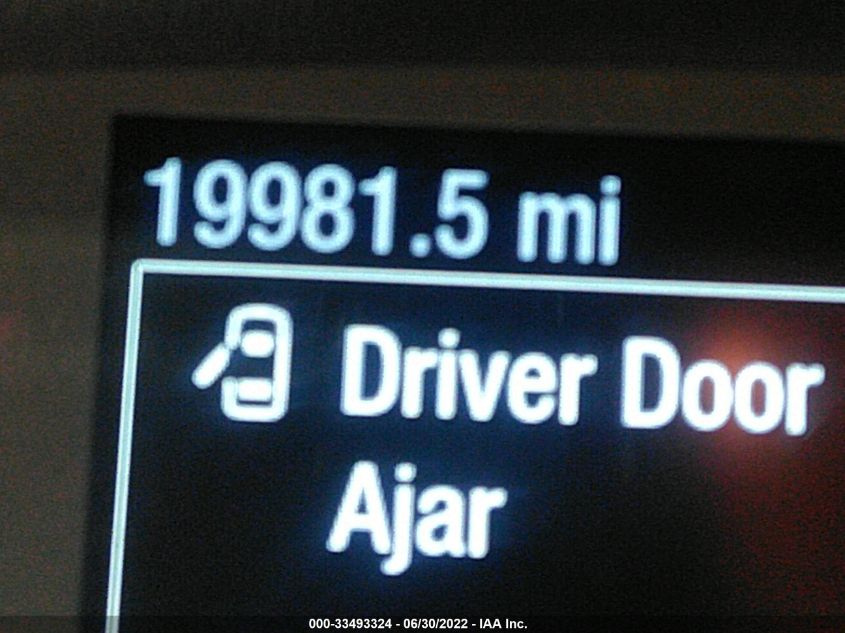 19981.5 mi
Driver Door
Ajar
000-33493324 - 06/30/2022 - IAA Inc.